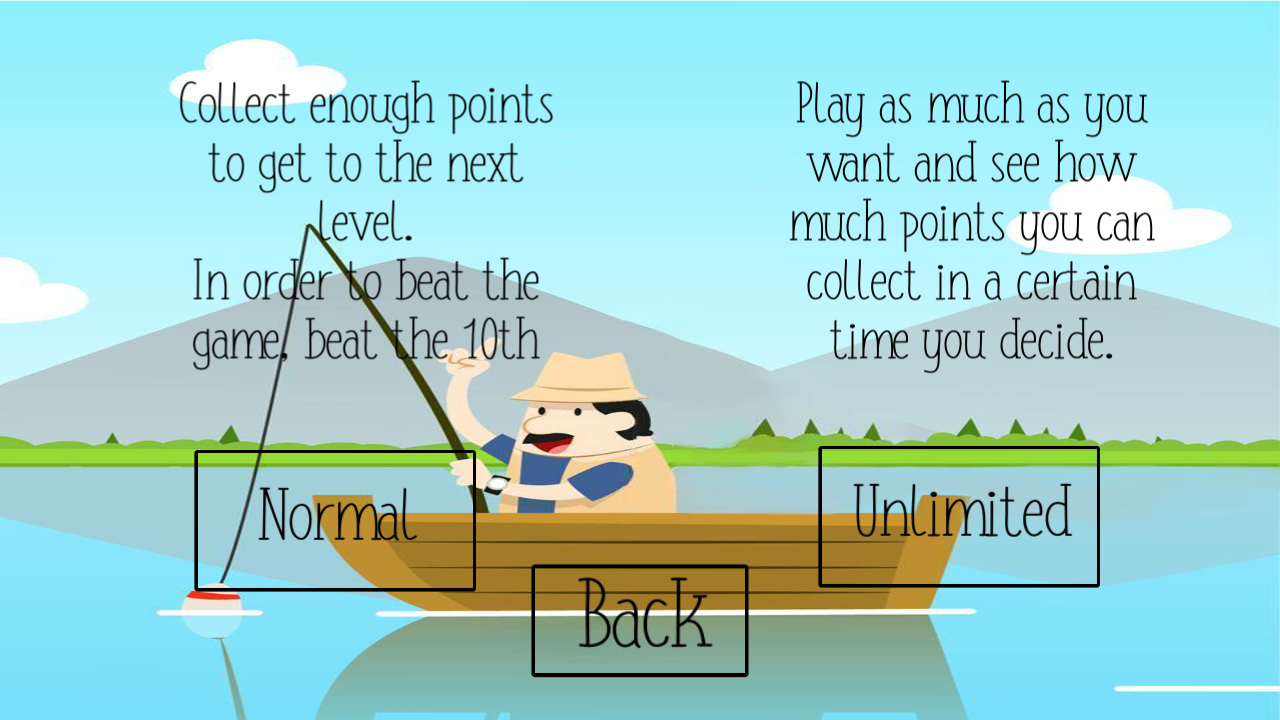 Collect enough points
to get to the next
level.
In order to beat the
game, beat the 10th
Play as much as you
want and see how
much points you can
collect in a certain
time you decide.
Normal
Unlimited
Back